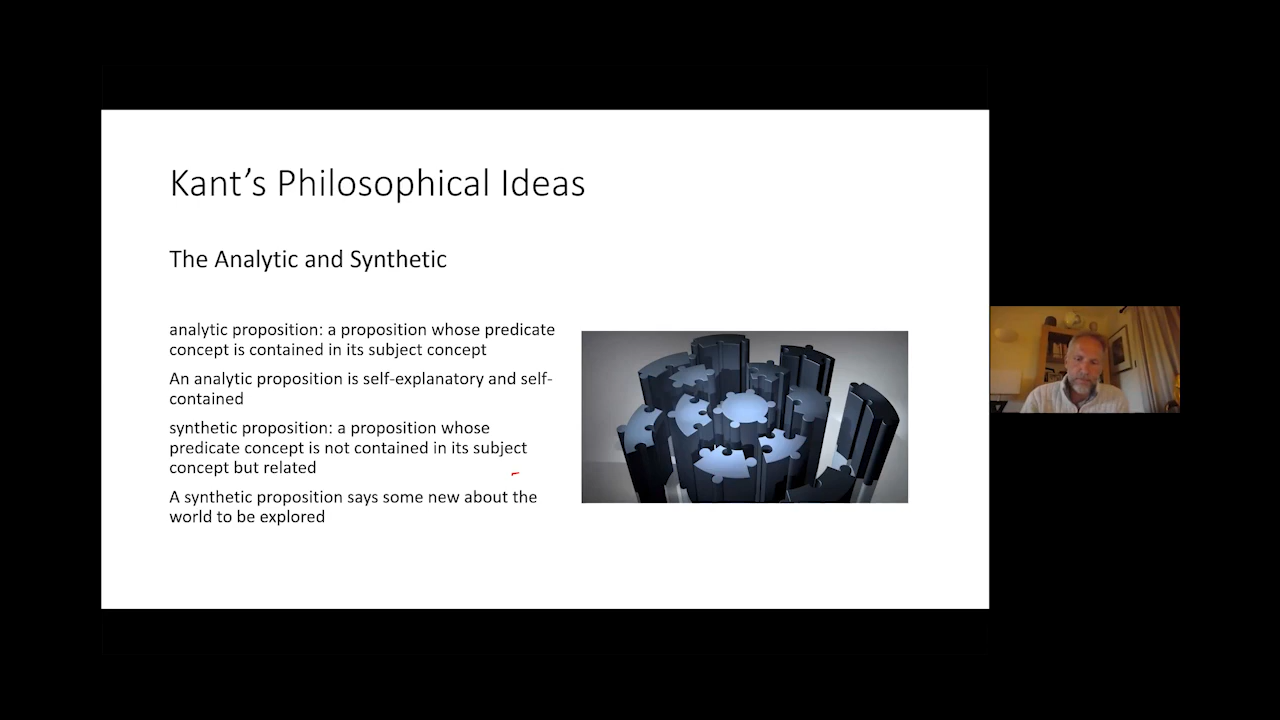 Kant’s Philosophical Ideas
The Analytic and Synthetic
analytic proposition: a proposition whose predicate
concept is contained in its subject concept
An analytic proposition is self-explanatory and self-
contained
synthetic proposition: a proposition whose
predicate concept is not contained in its subject
concept but related
A synthetic proposition says some new about the
world to be explored